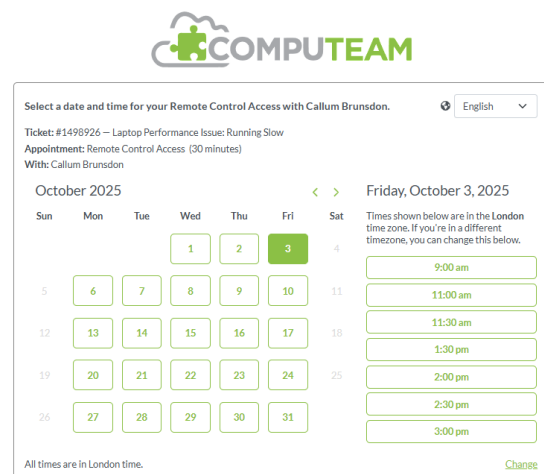 COMPUTEAM
Select a date and time for your Remote Control Access with Callum Brunsdon.
English
Ticket: #1498926 — Laptop Performance Issue: Running Slow
Appointment: Remote Control Access (30 minutes)
With: Callum Brunsdon
October 2025
Sun Mon Tue Wed Thu Fri Sat
1 2 3 4
5 6 7 8 9 10 11
12 13 14 15 16 17 18
19 20 21 22 23 24 25
26 27 28 29 30 31
Friday, October 3, 2025
Times shown below are in the London
time zone. If you're in a different
timezone, you can change this below.
9:00 am
11:00 am
11:30 am
1:30 pm
2:00 pm
2:30 pm
3:00 pm
All times are in London time.
Change